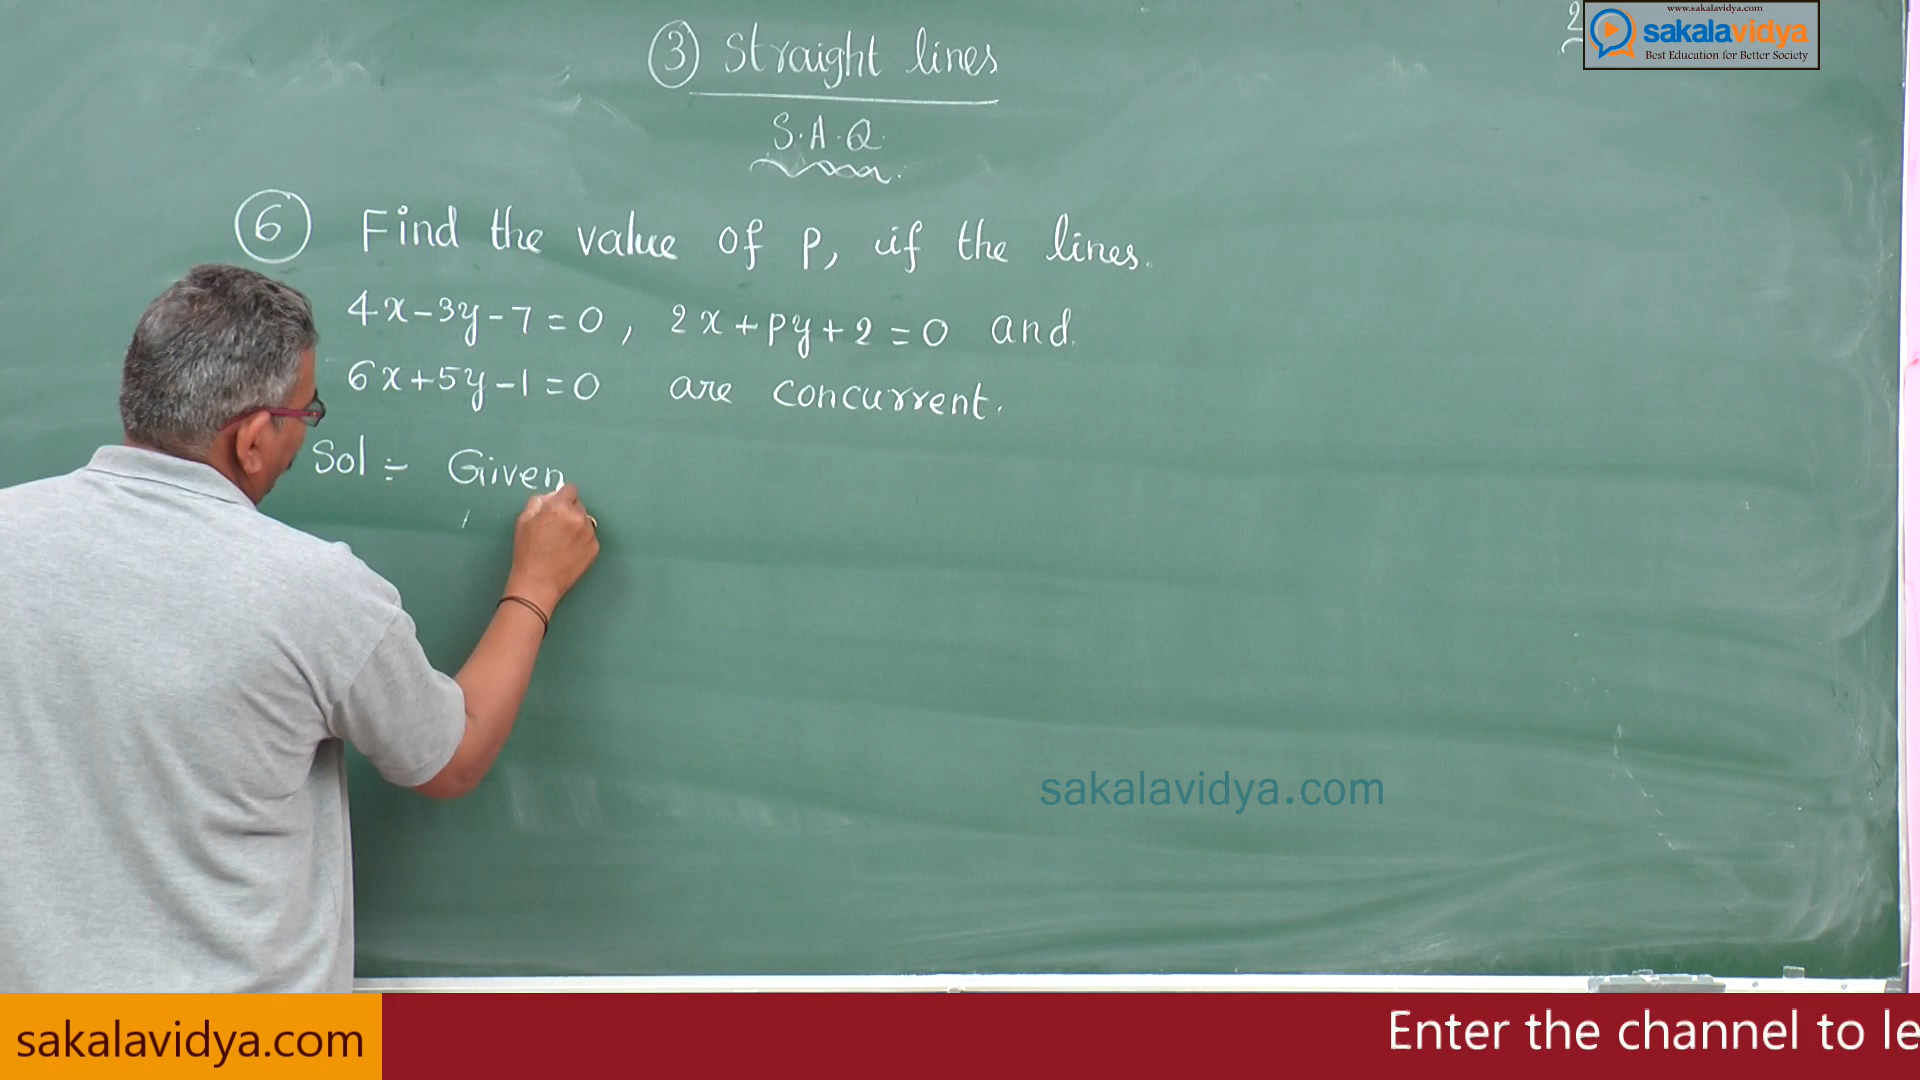 ③ Straight lines
S.A.Q.
⑥ Find the value of p, if the lines.
4x-3y-7=0, 2x+py+2=0 and
6x+5y-1=0 are concurrent.
Sol:- Given
2
www.sakalavidya.com
sakalavidya
Best Education for Better Society
sakalavidya.com
sakalavidya.com
Enter the channel to le